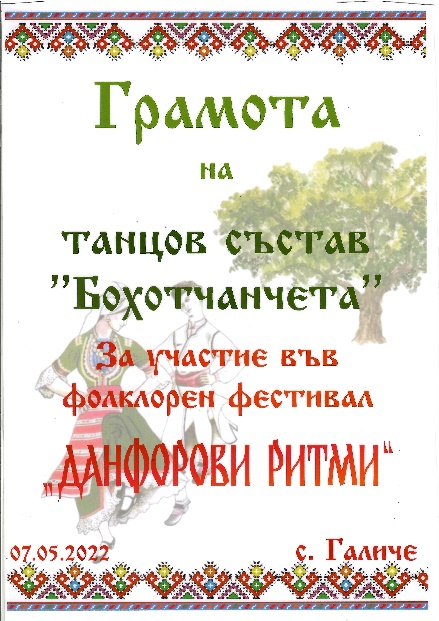 Грамота
на
танцов състав
"Бохотчанчета"
За участие във
фолклорен фестивал
„ДАНФОРОВИ РИТМИ“
07.05.2022 с. Галиче